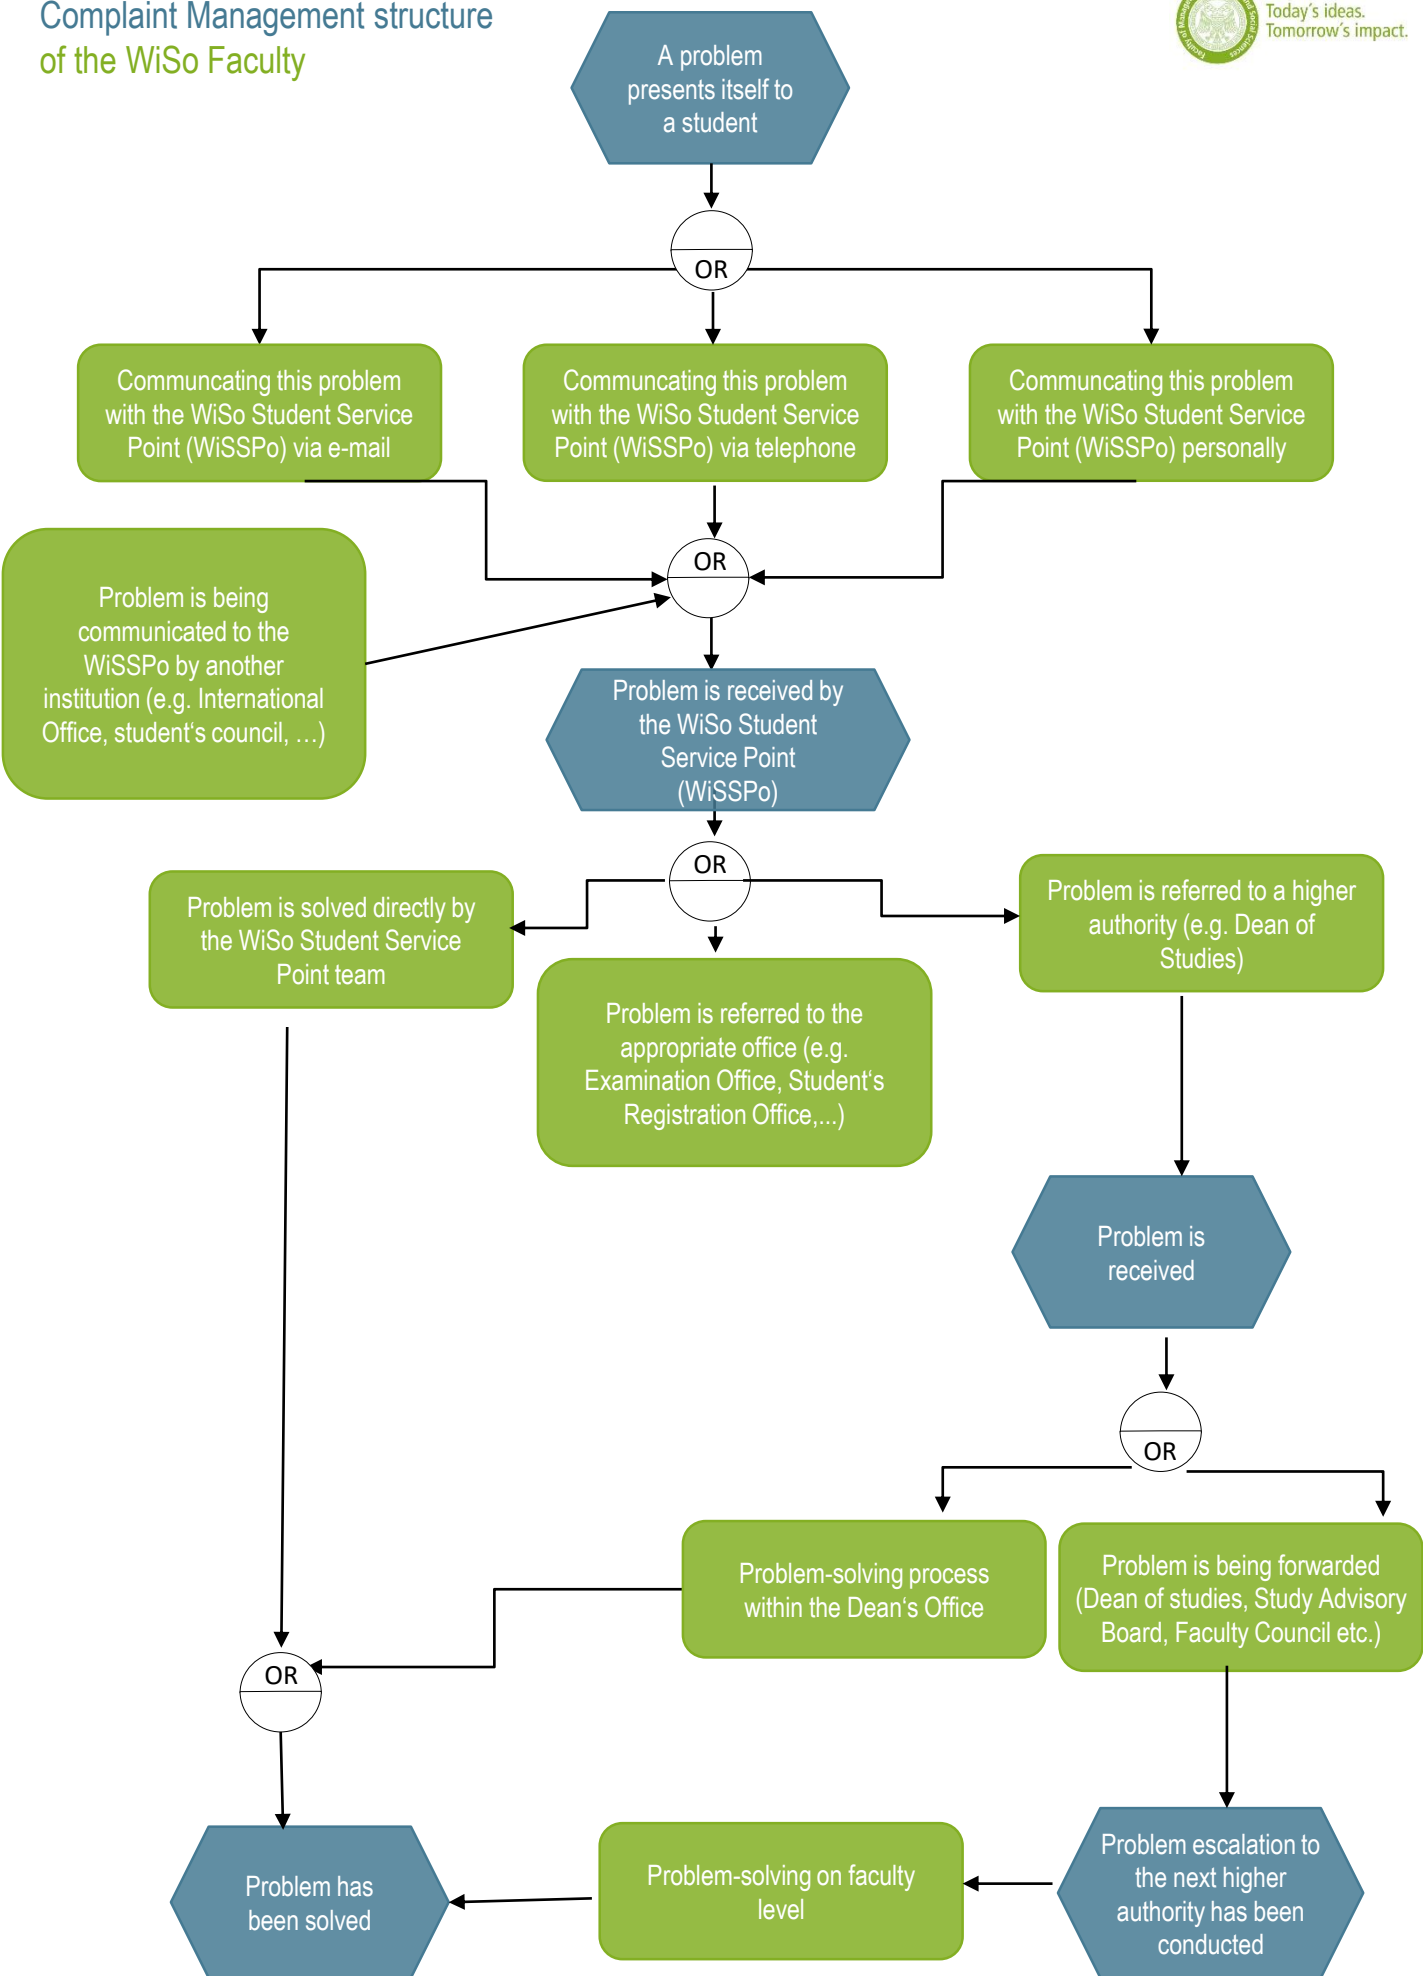 Complaint Management structure
of the WiSo Faculty
Today´s ideas.
Tomorrow´s impact.
A problem
presents itself to
a student
OR
Communcating this problem
with the WiSo Student Service
Point (WiSSPo) via e-mail
Communcating this problem
with the WiSo Student Service
Point (WiSSPo) via telephone
Communcating this problem
with the WiSo Student Service
Point (WiSSPo) personally
OR
Problem is being
communicated to the
WiSSPo by another
institution (e.g. International
Office, student‘s council, …)
Problem is received by
the WiSo Student
Service Point
(WiSSPo)
OR
Problem is solved directly by
the WiSo Student Service
Point team
Problem is referred to the
appropriate office (e.g.
Examination Office, Student‘s
Registration Office,...)
Problem is referred to a higher
authority (e.g. Dean of
Studies)
Problem is
received
OR
Problem-solving process
within the Dean‘s Office
Problem is being forwarded
(Dean of studies, Study Advisory
Board, Faculty Council etc.)
OR
Problem has
been solved
Problem-solving on faculty
level
Problem escalation to
the next higher
authority has been
conducted